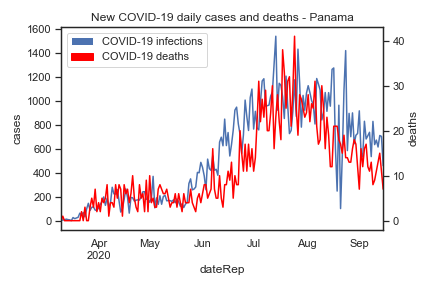 New COVID-19 daily cases and deaths - Panama
COVID-19 infections
COVID-19 deaths
1600
1400
1200
1000
800
600
400
200
0
cases
40
30
20
10
0
deaths
Apr
2020
May
Jun
Jul
Aug
Sep
dateRep